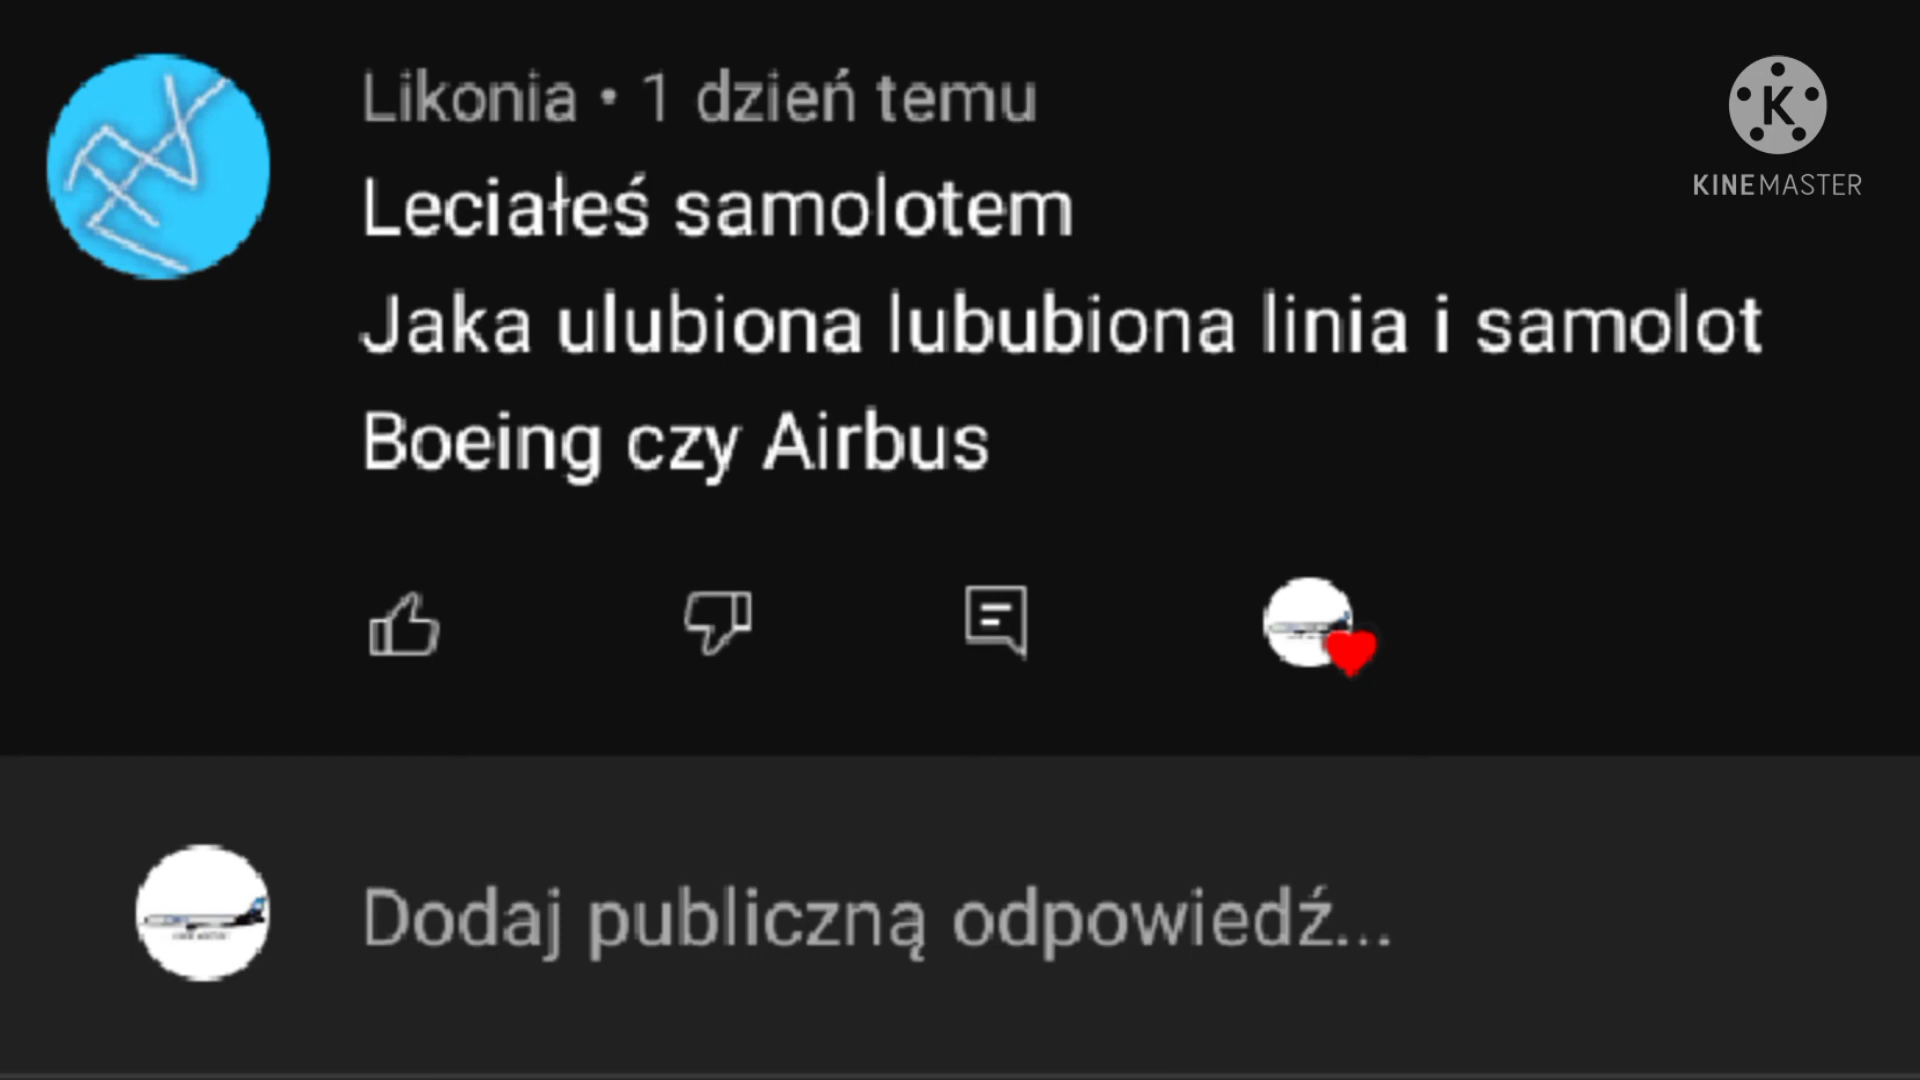 Likonia • 1 dzień temu
K
KINEMASTER
Leciałeś samolotem
Jaka ulubiona lububiona linia i samolot
Boeing czy Airbus
Dodaj publiczną odpowiedź...